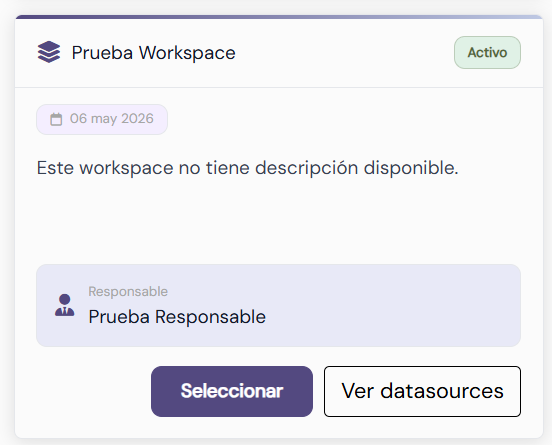 Prueba Workspace
Activo
06 may 2026
Este workspace no tiene descripción disponible.
Responsable
Prueba Responsable
Seleccionar
Ver datasources